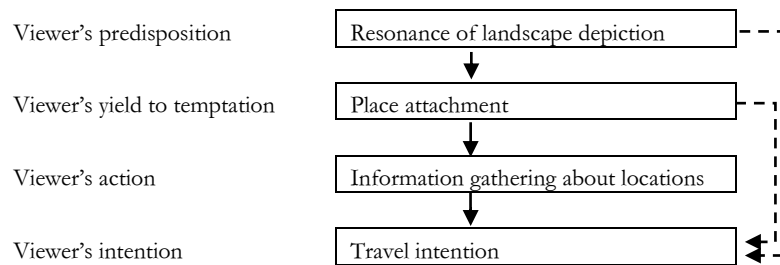 Viewer's predisposition Resonance of landscape depiction
Viewer's yield to temptation Place attachment
Viewer's action Information gathering about locations
Viewer's intention Travel intention